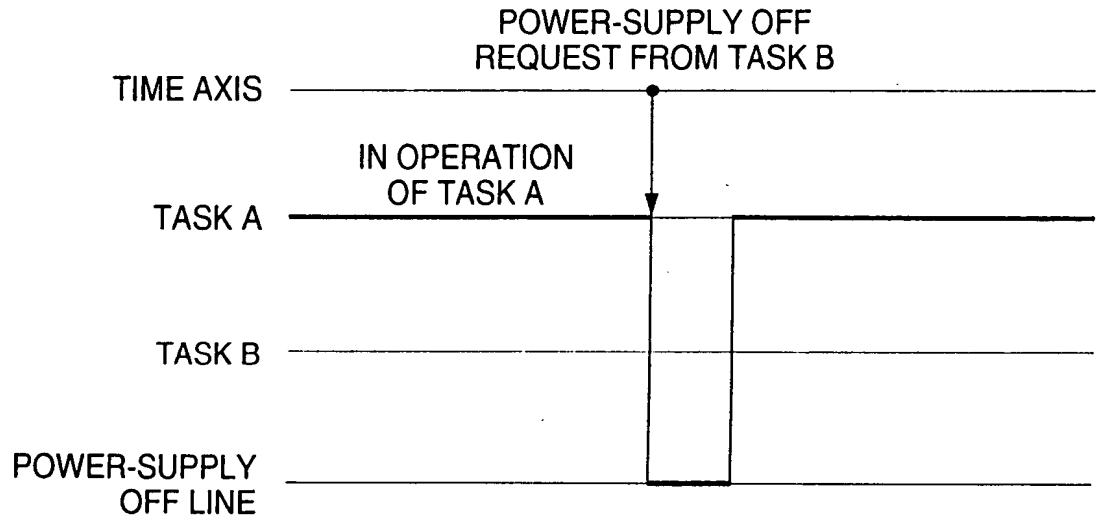 POWER-SUPPLY OFF
REQUEST FROM TASK B
TIME AXIS
IN OPERATION
OF TASK A
TASK A
TASK B
POWER-SUPPLY
OFF LINE